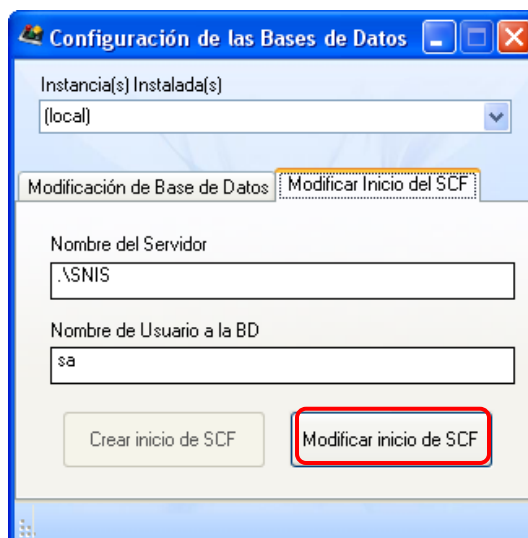 Configuración de las Bases de Datos
Instancia(s) Instalada(s)
(local)
Modificación de Base de Datos Modificar Inicio del SCF
Nombre del Servidor
.\SNIS
Nombre de Usuario a la BD
sa
Crear inicio de SCF Modificar inicio de SCF